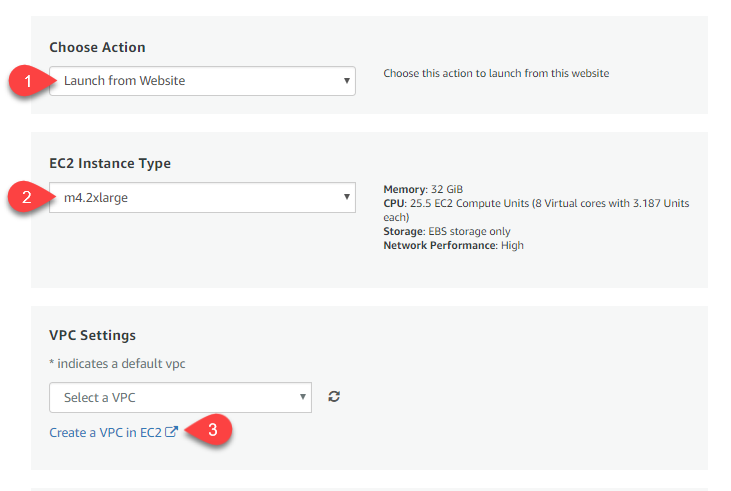 Choose Action
1
Launch from Website
Choose this action to launch from this website
EC2 Instance Type
2
m4.2xlarge
Memory: 32 GiB
CPU: 25.5 EC2 Compute Units (8 Virtual cores with 3.187 Units
each)
Storage: EBS storage only
Network Performance: High
VPC Settings
* indicates a default vpc
Select a VPC
Create a VPC in EC2
3